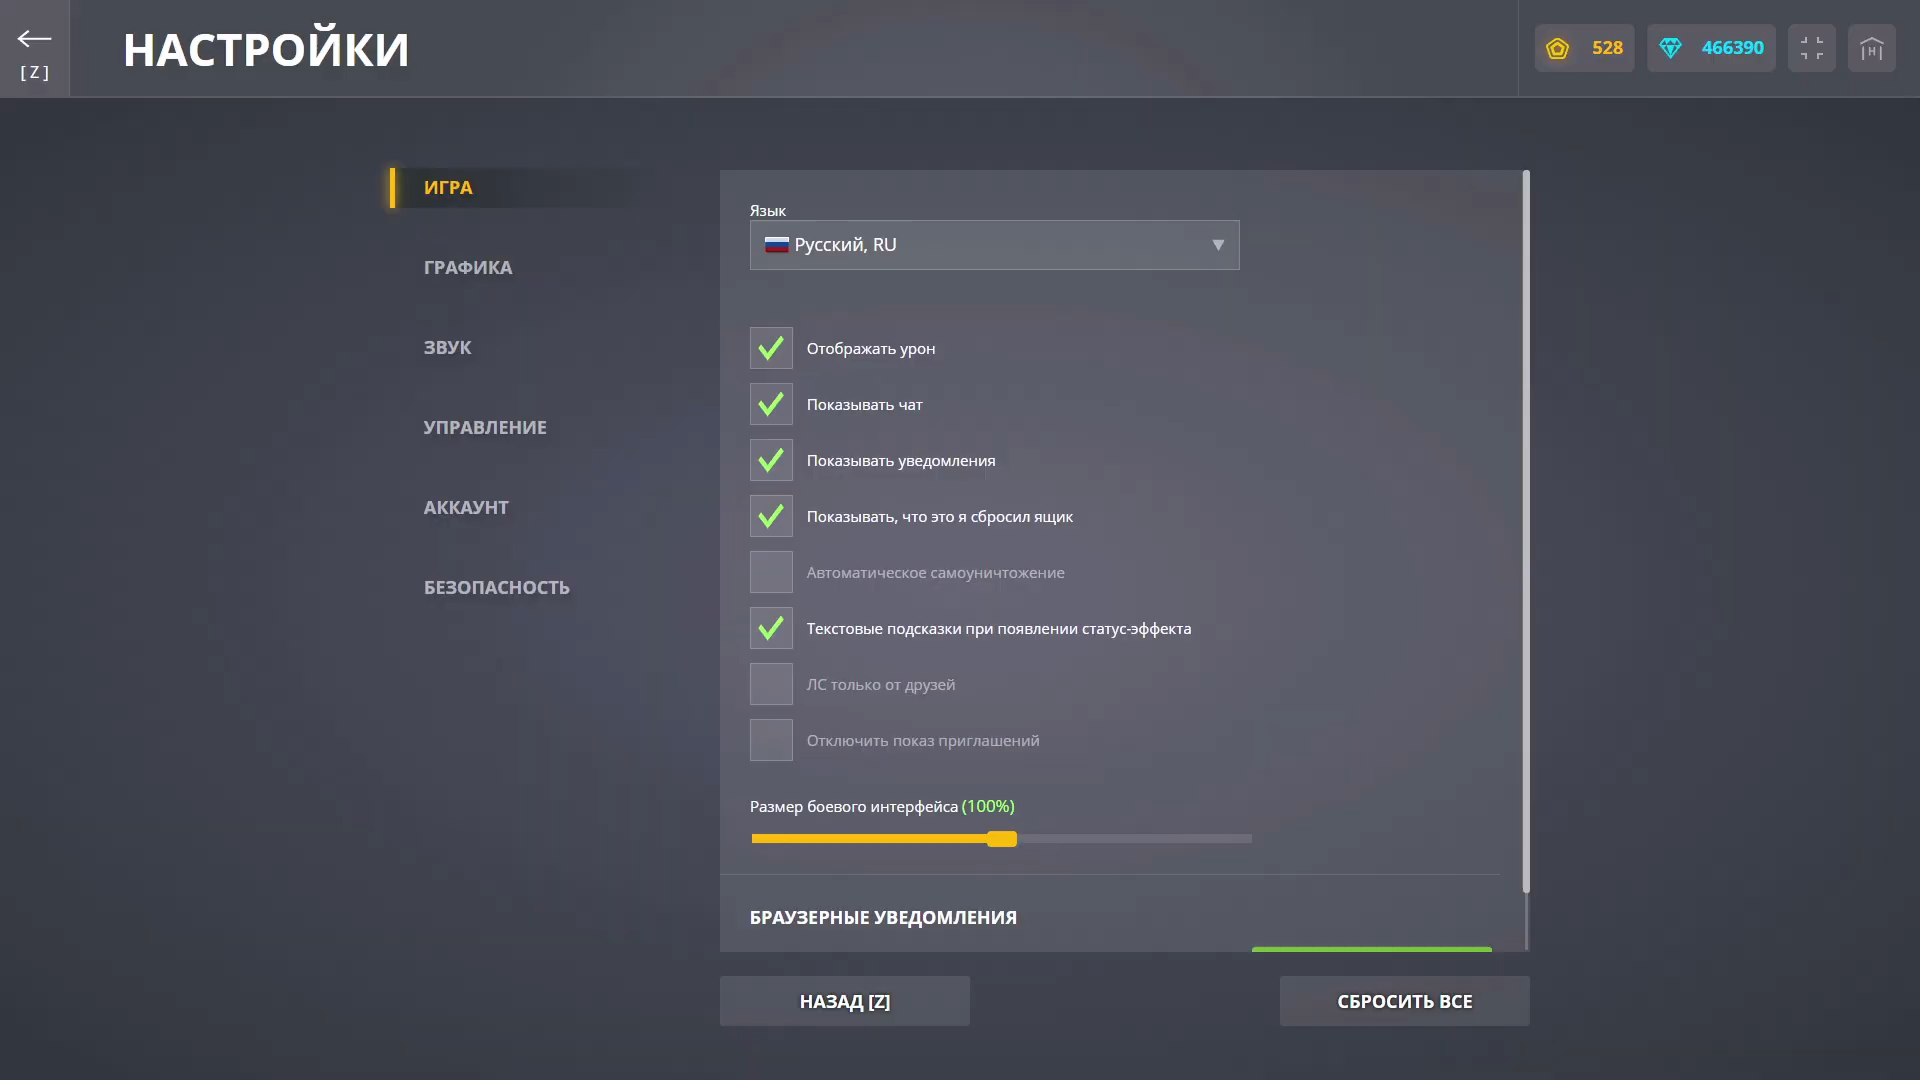 НАСТРОЙКИ
[Z]
528
466390
ИГРА
ГРАФИКА
ЗВУК
УПРАВЛЕНИЕ
АККАУНТ
БЕЗОПАСНОСТЬ
Язык
Русский, RU
Отображать урон
Показывать чат
Показывать уведомления
Показывать, что это я сбросил ящик
Автоматическое самоуничтожение
Текстовые подсказки при появлении статус-эффекта
ЛС только от друзей
Отключить показ приглашений
Размер боевого интерфейса (100%)
БРАУЗЕРНЫЕ УВЕДОМЛЕНИЯ
НАЗАД [Z]
СБРОСИТЬ ВСЕ